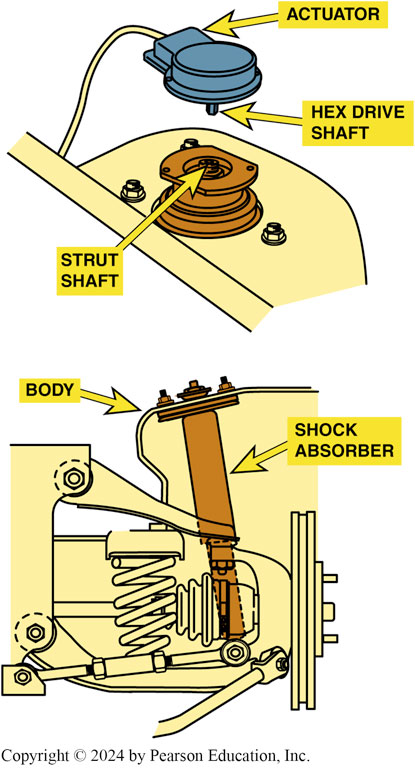 ACTUATOR
HEX DRIVE
SHAFT
STRUT
SHAFT
BODY
SHOCK
ABSORBER
Copyright © 2024 by Pearson Education, Inc.